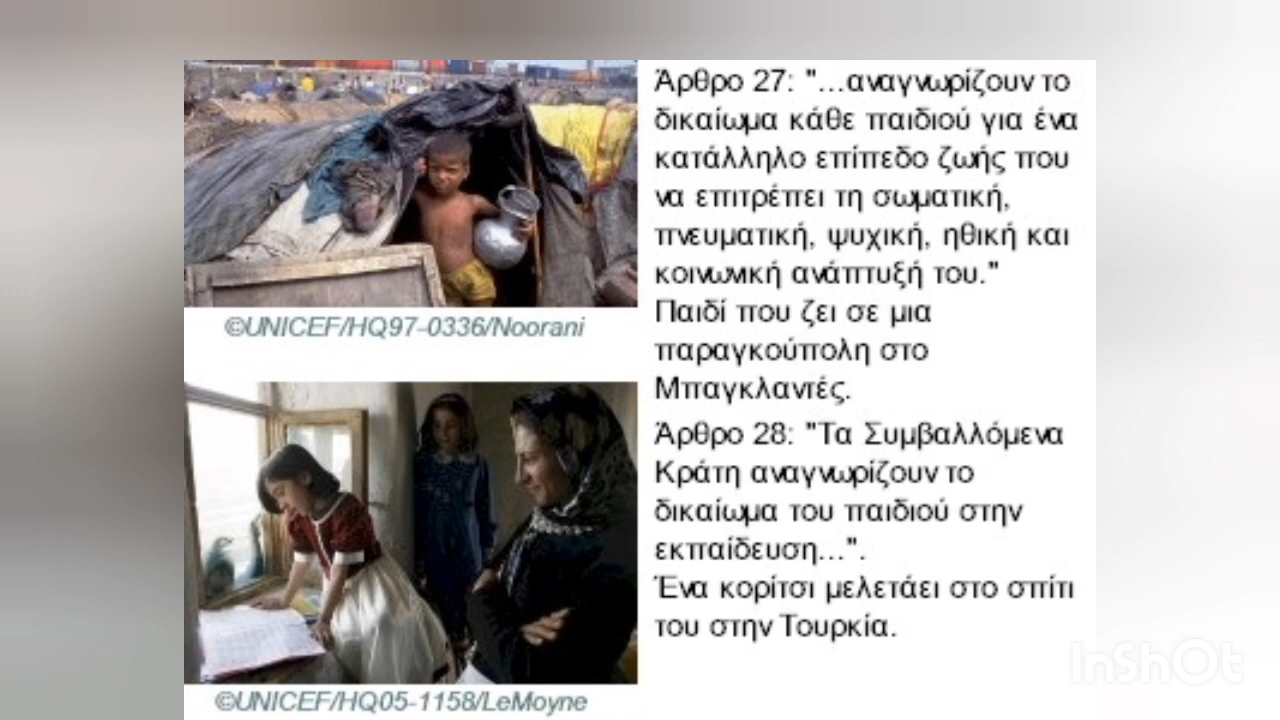 Άρθρο 27: "...αναγνωρίζουν το
δικαίωμα κάθε παιδιού για ένα
κατάλληλο επίπεδο ζωής που
να επιτρέπει τη σωματική,
πνευματική, ψυχική, ηθική και
κοινωνική ανάπτυξή του."
Παιδί που ζει σε μια
παραγκούπολη στο
Μπαγκλαντές.
©UNICEF/HQ97-0336/Noorani
Άρθρο 28: "Τα Συμβαλλόμενα
Κράτη αναγνωρίζουν το
δικαίωμα του παιδιού στην
εκπαίδευση...".
Ένα κορίτσι μελετάει στο σπίτι
του στην Τουρκία.
©UNICEF/HQ05-1158/LeMoyne
InShOt